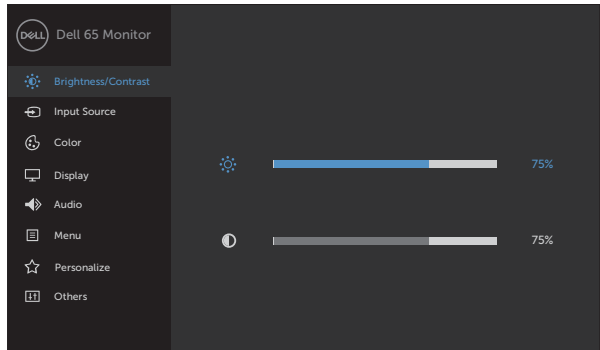 DELL
Dell 65 Monitor
Brightness/Contrast
Input Source
Color
Display
Audio
Menu
Personalize
Others
75%
75%